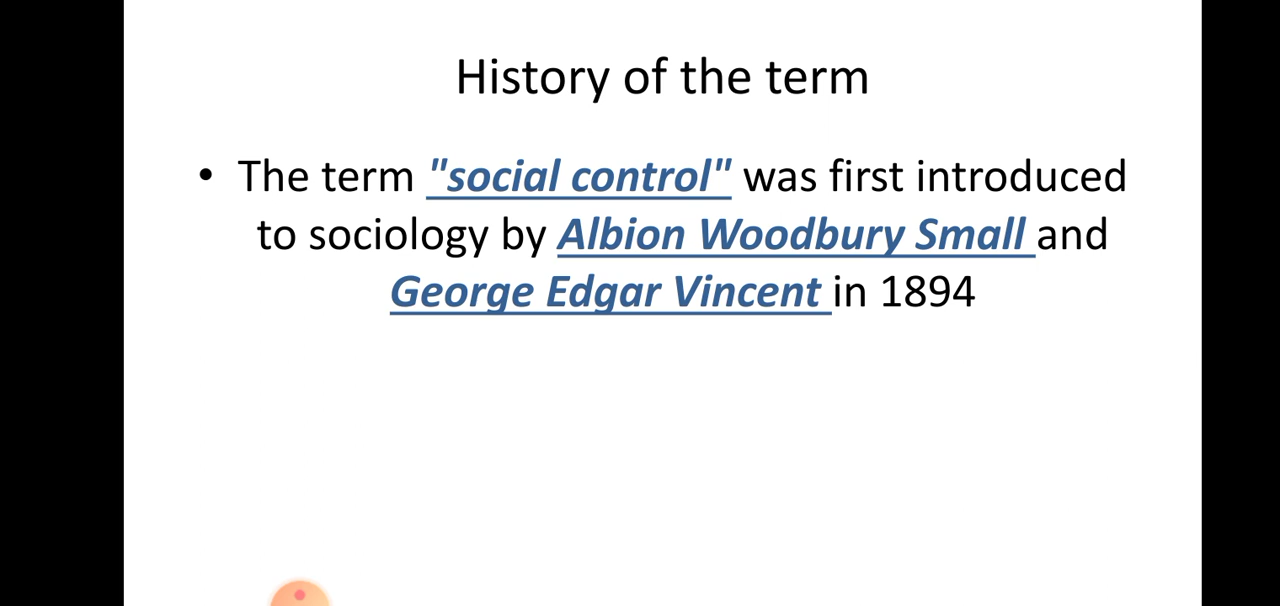 History of the term
• The term "social control" was first introduced
to sociology by Albion Woodbury Small and
George Edgar Vincent in 1894